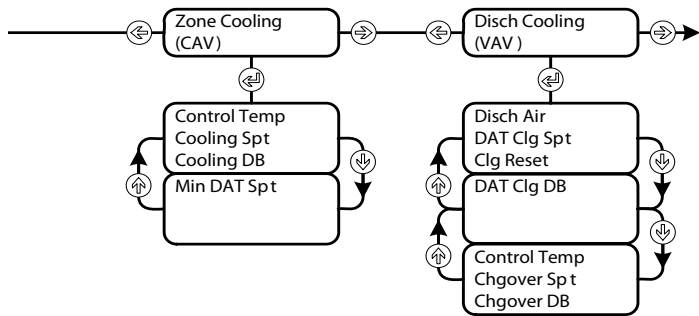 Zone Cooling
(CAV)
Disch Cooling
(VAV)
Control Temp
Cooling Spt
Cooling DB
Min DAT Spt
Disch Air
DAT Clg Spt
Clg Reset
DAT Clg DB
Control Temp
Chgover Spt
Chgover DB